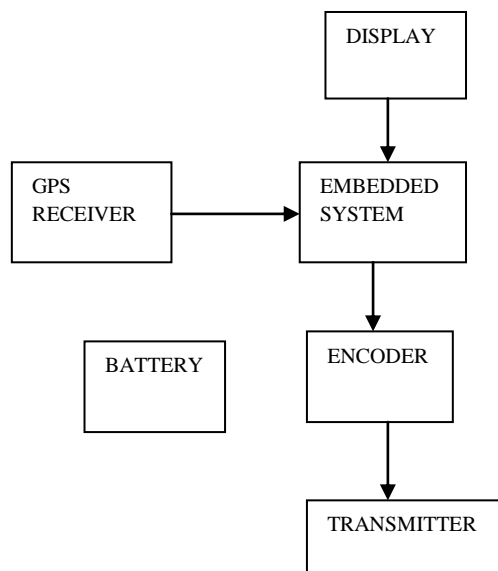 DISPLAY
GPS
RECEIVER
EMBEDDED
SYSTEM
BATTERY
ENCODER
TRANSMITTER